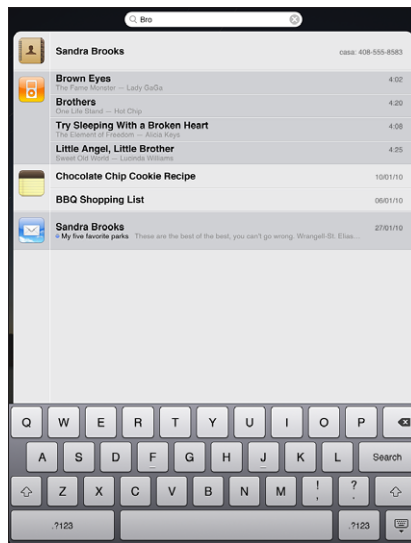 Bro
Sandra Brooks casa: 408-555-8583
Brown Eyes 4:02
The Fame Monster — Lady GaGa
Brothers 4:20
One Life Stand — Hot Chip
Try Sleeping With a Broken Heart 4:08
The Element of Freedom — Alicia Keys
Little Angel, Little Brother 4:25
Sweet Old World — Lucinda Williams
Chocolate Chip Cookie Recipe 10/01/10
BBQ Shopping List 06/01/10
Sandra Brooks 27/01/10
My five favorite parks These are the best of the best, you can't go wrong. Wrangell-St. Elias...
Q W E R T Y U I O P
A S D F G H J K L Search
Z X C V B N M ! , ? .
.?123 .?123